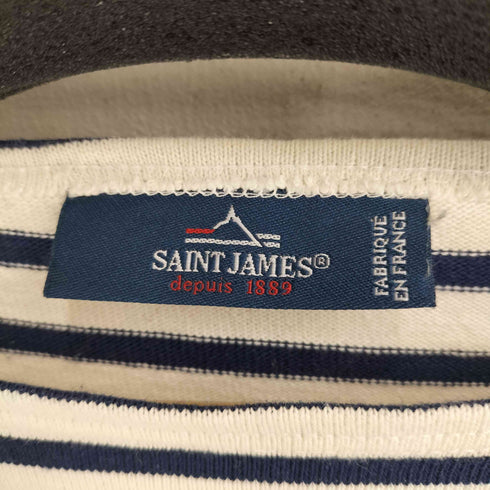 SAINT JAMES®
depuis 1889
FABRIQUÉ
EN FRANCE